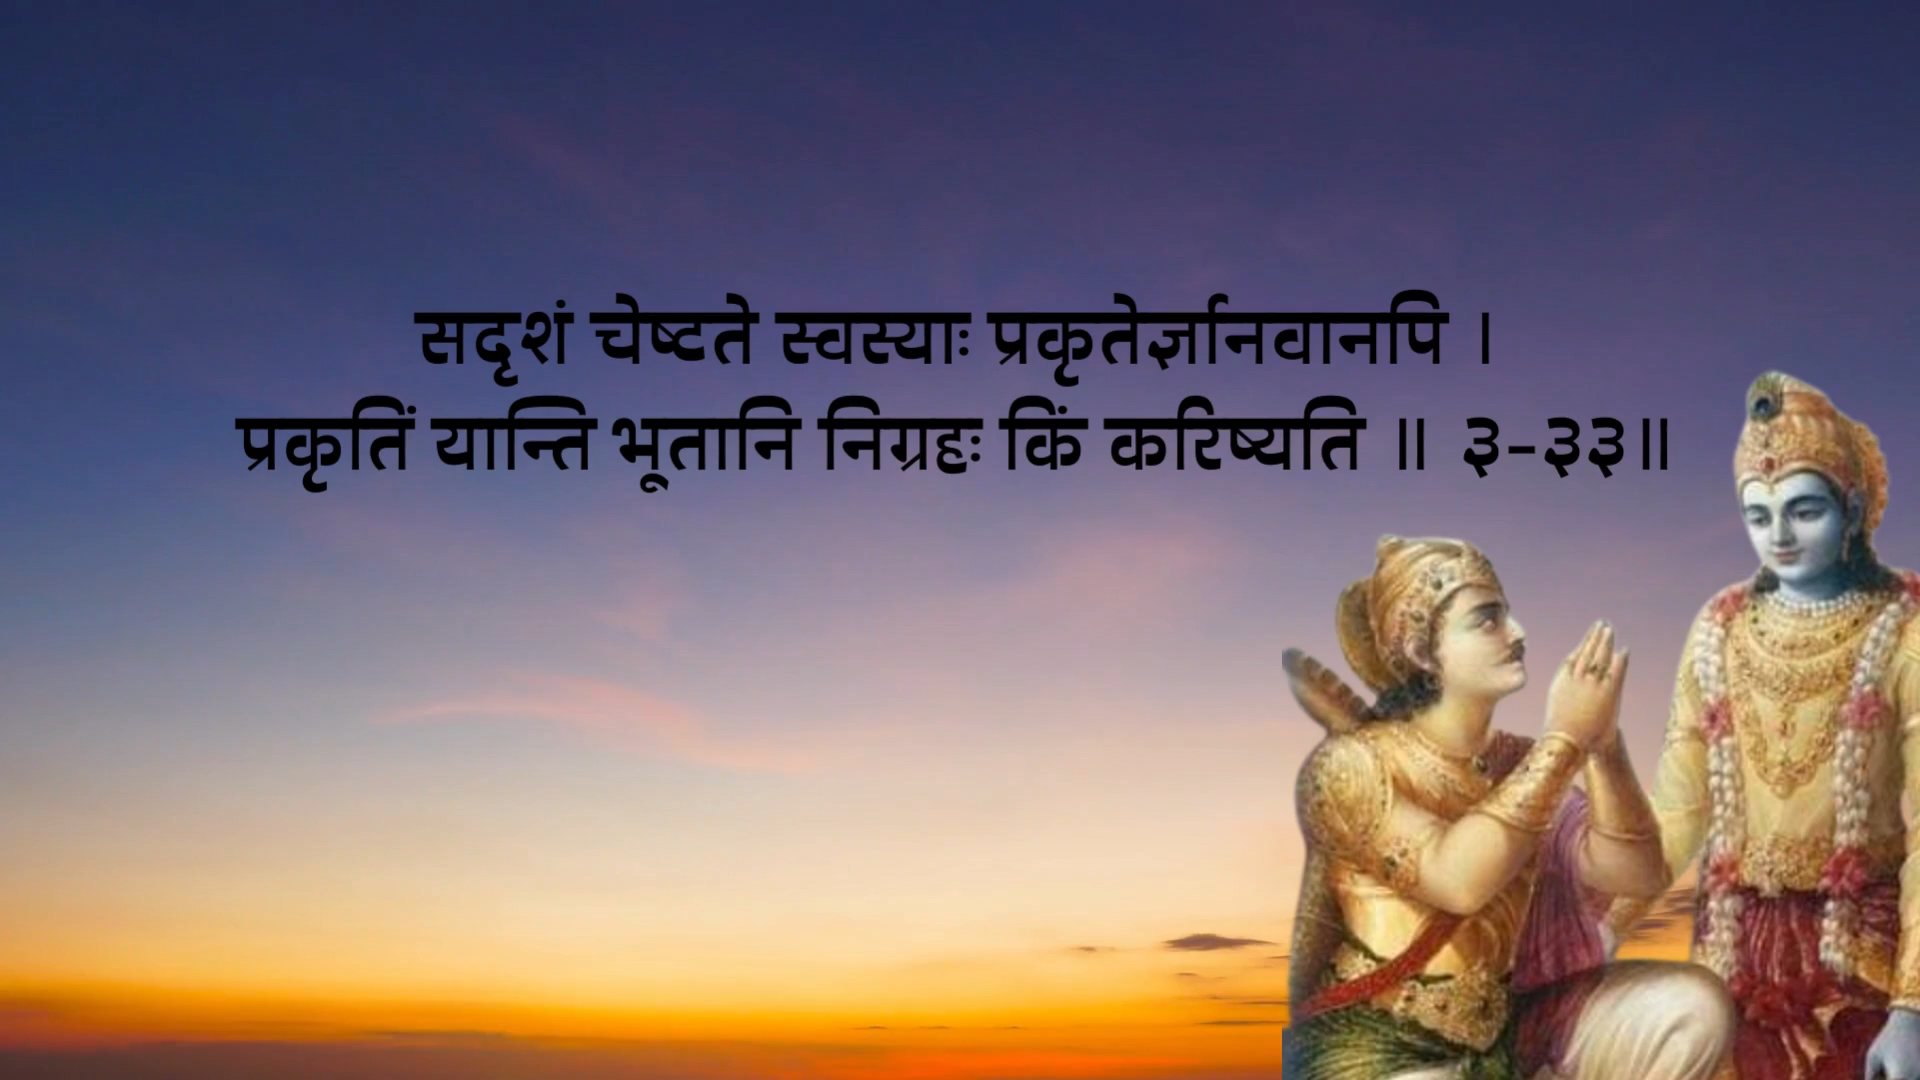 सदृशं चेष्टते स्वस्याः प्रकृतेर्ज्ञानवानपि ।
प्रकृतिं यान्ति भूतानि निग्रहः किं करिष्यति ॥ ३-३३॥